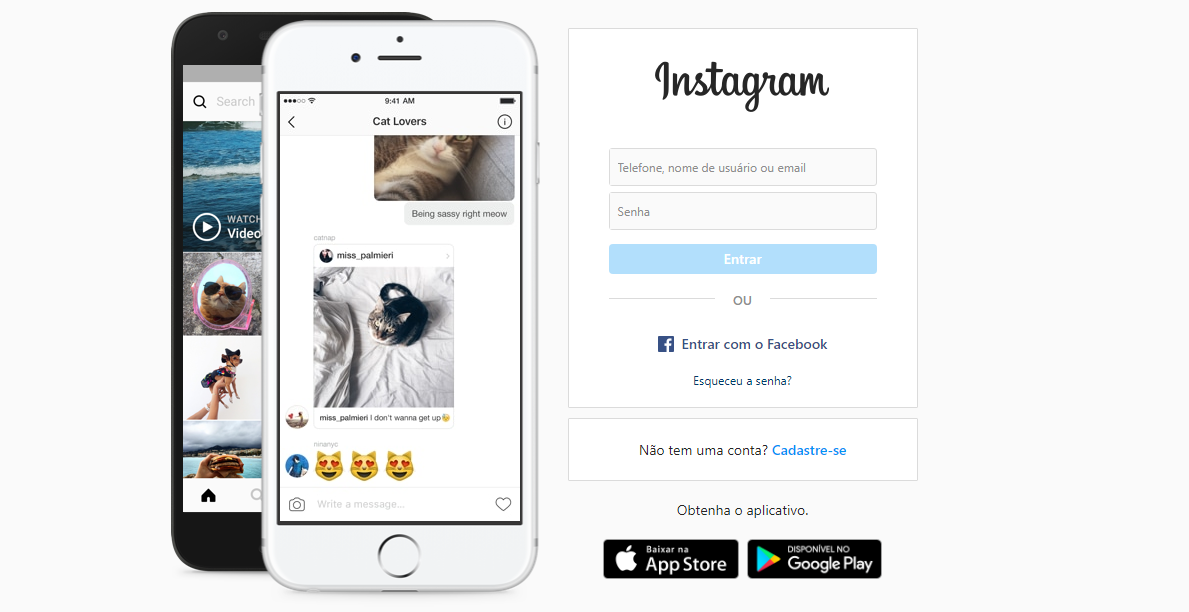 Search
WATCH
Video
9:41 AM
Cat Lovers
Being sassy right meow
catnap
miss_palmieri
miss_palmieri I don't wanna get up😪
ninanyc
😻😻😻
Write a message...
Instagram
Telefone, nome de usuário ou email
Senha
Entrar
OU
Entrar com o Facebook
Esqueceu a senha?
Não tem uma conta? Cadastre-se
Obtenha o aplicativo.
Baixar na
App Store
DISPONÍVEL NO
Google Play